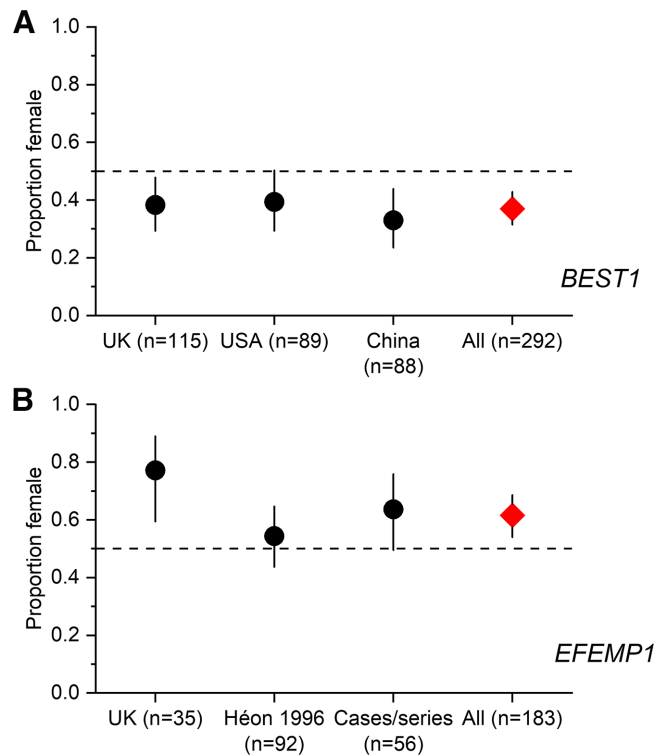 A
Proportion female
1.0
0.8
0.6
0.4
0.2
0.0
BEST1
UK (n=115) USA (n=89) China All (n=292)
(n=88)
B
Proportion female
1.0
0.8
0.6
0.4
0.2
0.0
EFEMP1
UK (n=35) Héon 1996 Cases/series All (n=183)
(n=92) (n=56)